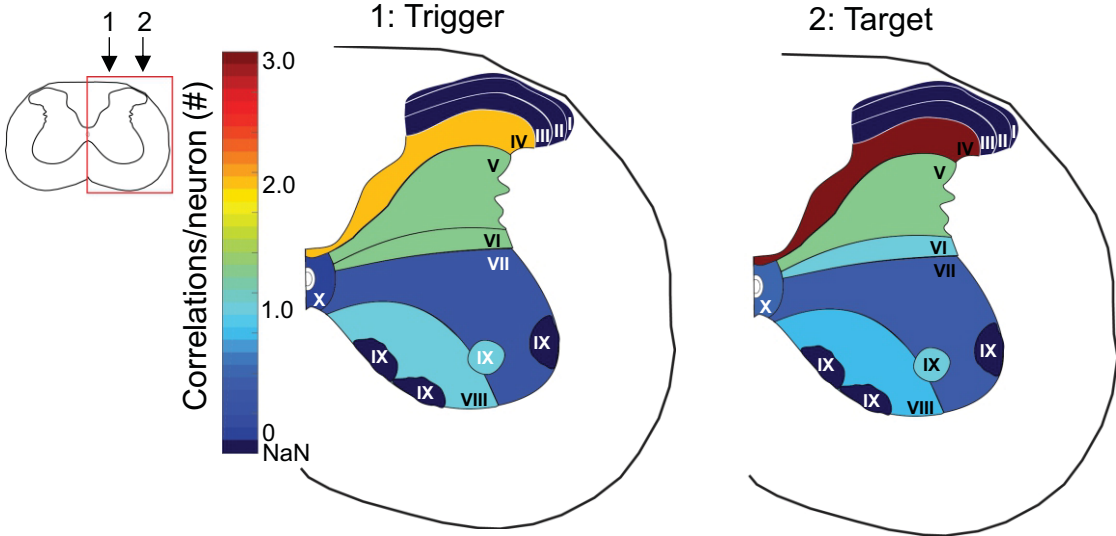 1 2
1: Trigger
2: Target
Correlations/neuron (#)
3.0
2.0
1.0
0
NaN
I
II
III
IV
V
VI
VII
X
IX
IX
IX
IX
VIII
I
II
III
IV
V
VI
VII
X
IX
IX
IX
IX
VIII